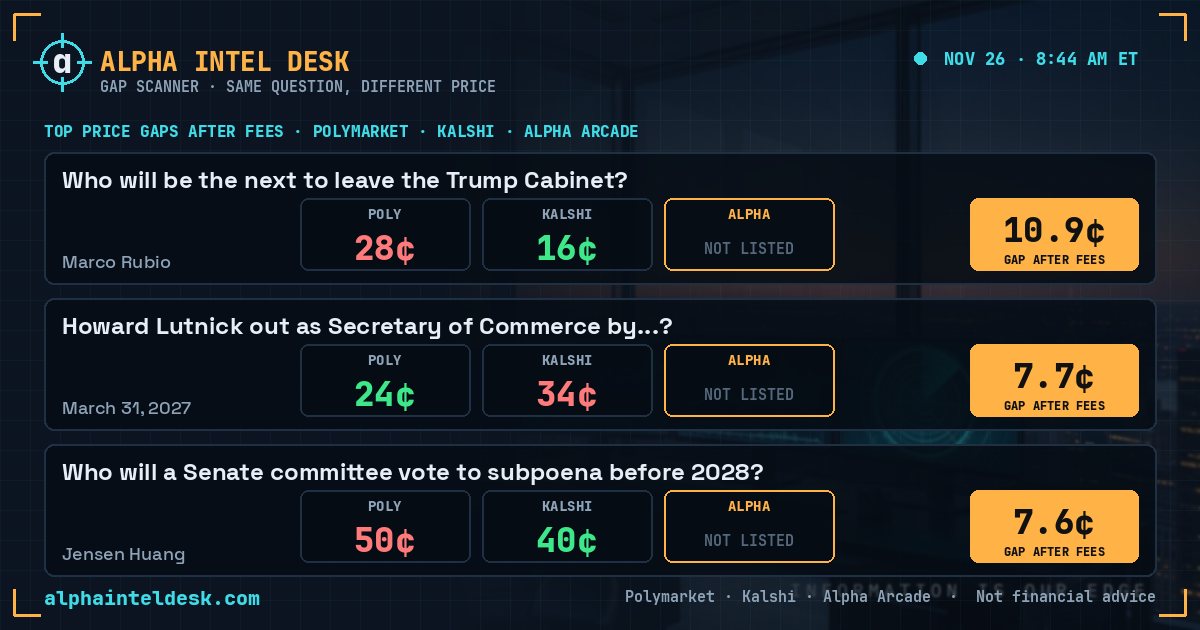 α ALPHA INTEL DESK
GAP SCANNER · SAME QUESTION, DIFFERENT PRICE
NOV 26 · 8:44 AM ET
TOP PRICE GAPS AFTER FEES · POLYMARKET · KALSHI · ALPHA ARCADE
Who will be the next to leave the Trump Cabinet?
Marco Rubio
POLY
28¢
KALSHI
16¢
ALPHA
NOT LISTED
10.9¢
GAP AFTER FEES
Howard Lutnick out as Secretary of Commerce by...?
March 31, 2027
POLY
24¢
KALSHI
34¢
ALPHA
NOT LISTED
7.7¢
GAP AFTER FEES
Who will a Senate committee vote to subpoena before 2028?
Jensen Huang
POLY
50¢
KALSHI
40¢
ALPHA
NOT LISTED
7.6¢
GAP AFTER FEES
INFORMATION IS OUR EDGE
alphainteldesk.com
Polymarket · Kalshi · Alpha Arcade · Not financial advice